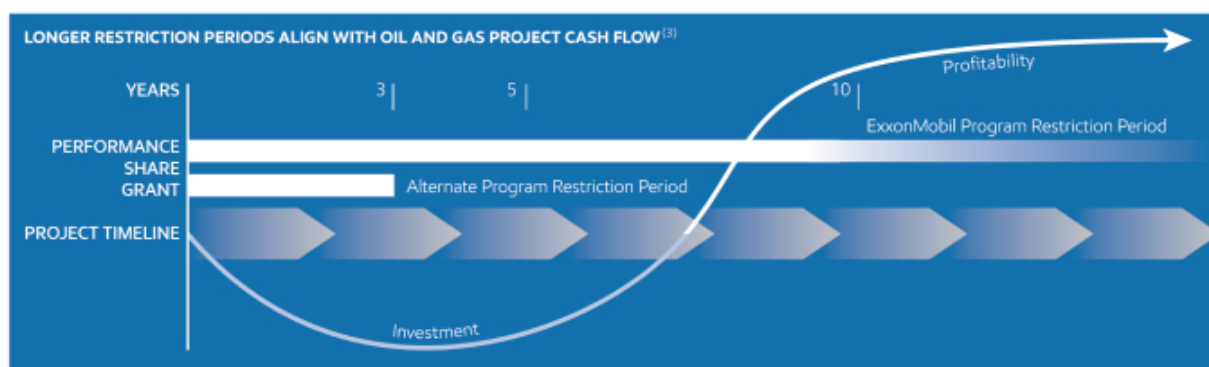 LONGER RESTRICTION PERIODS ALIGN WITH OIL AND GAS PROJECT CASH FLOW(3)
Profitability
YEARS
3
5
10
ExxonMobil Program Restriction Period
PERFORMANCE
SHARE
GRANT
Alternate Program Restriction Period
PROJECT TIMELINE
Investment